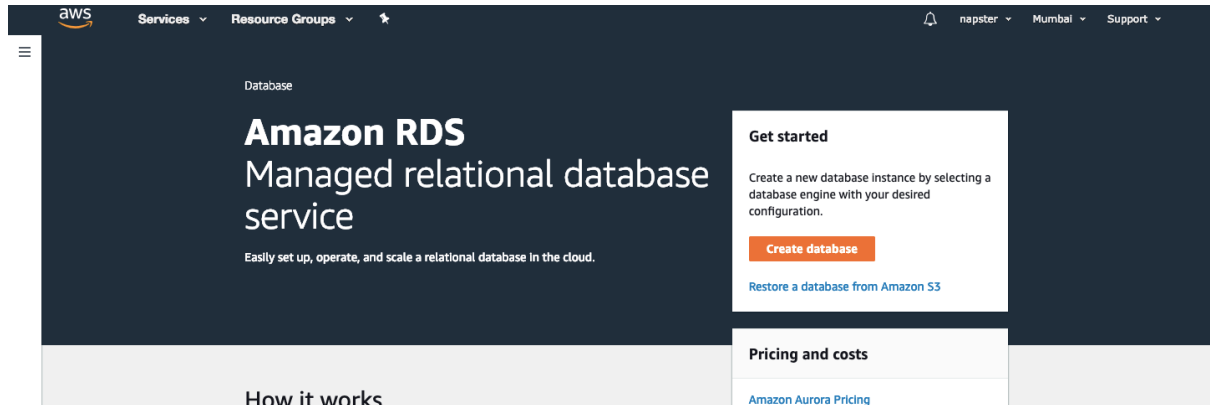 aws
Services
Resource Groups
napster
Mumbai
Support
Database
Amazon RDS
Managed relational database
service
Easily set up, operate, and scale a relational database in the cloud.
Get started
Create a new database instance by selecting a
database engine with your desired
configuration.
Create database
Restore a database from Amazon S3
Pricing and costs
Amazon Aurora Pricing
How it works